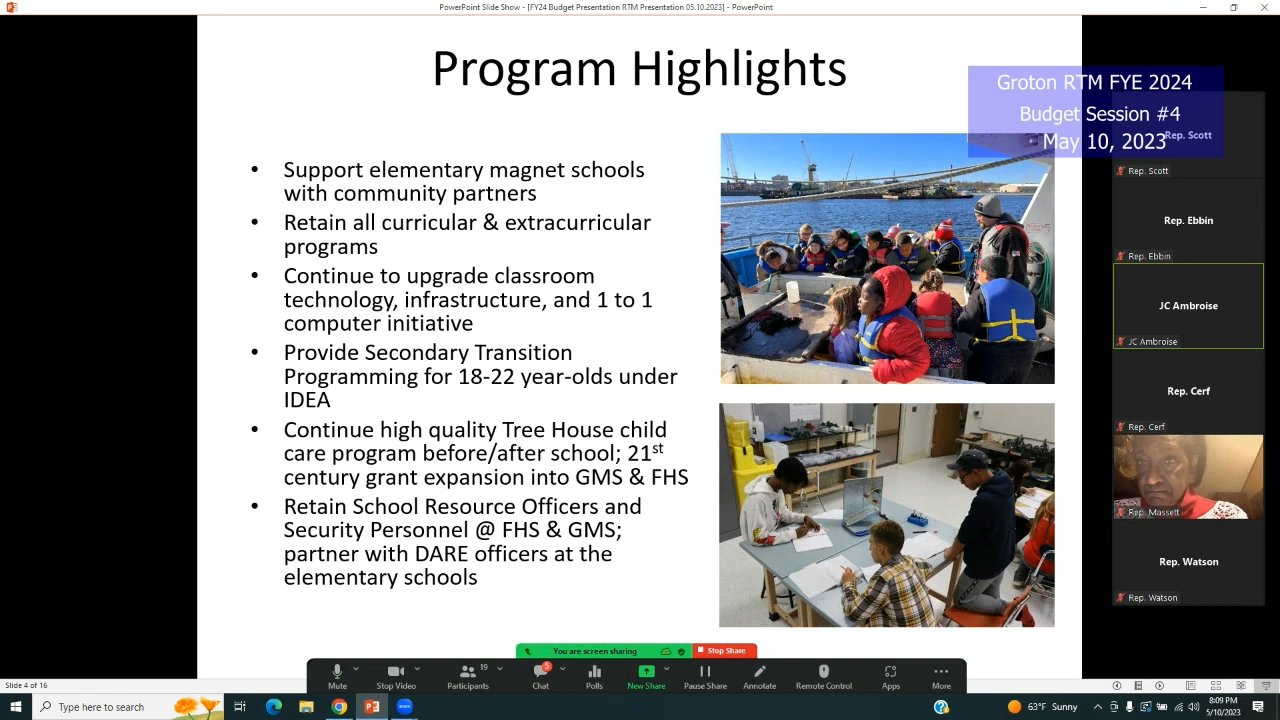 PowerPoint Slide Show - [FY24 Budget Presentation RTM Presentation 05.10.2023] - PowerPoint
Program Highlights
Groton RTM FYE 2024
Budget Session #4
May 10, 2023
Rep. Scott
Rep. Scott
• Support elementary magnet schools
with community partners
• Retain all curricular & extracurricular
programs
• Continue to upgrade classroom
technology, infrastructure, and 1 to 1
computer initiative
• Provide Secondary Transition
Programming for 18-22 year-olds under
IDEA
• Continue high quality Tree House child
care program before/after school; 21st
century grant expansion into GMS & FHS
• Retain School Resource Officers and
Security Personnel @ FHS & GMS;
partner with DARE officers at the
elementary schools
Rep. Ebbin
Rep. Ebbin
JC Ambroise
JC Ambroise
Rep. Cerf
Rep. Cerf
Rep. Massett
Rep. Watson
Rep. Watson
You are screen sharing
Stop Share
19
5
Mute
Stop Video
Participants
Chat
Polls
New Share
Pause Share
Annotate
Remote Control
Apps
More
Slide 4 of 16
Type here to search
zoom
63°F Sunny
8:09 PM
5/10/2023